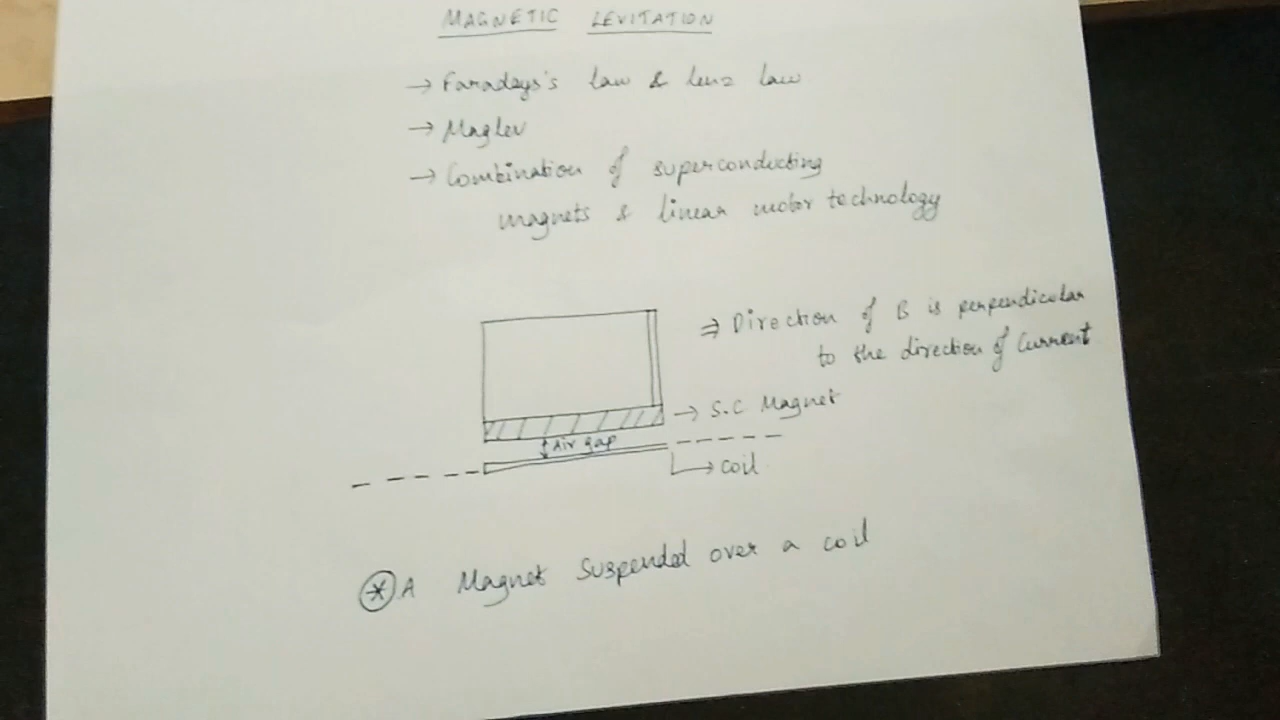 MAGNETIC LEVITATION
→ Faradays's law & lenz law
→ Maglev
→ Combination of superconducting
magnets & linear motor technology
⇒ Direction of B is perpendicular
to the direction of Current
→ S.C Magnet
Air gap
→ coil
* A Magnet Suspended over a coil